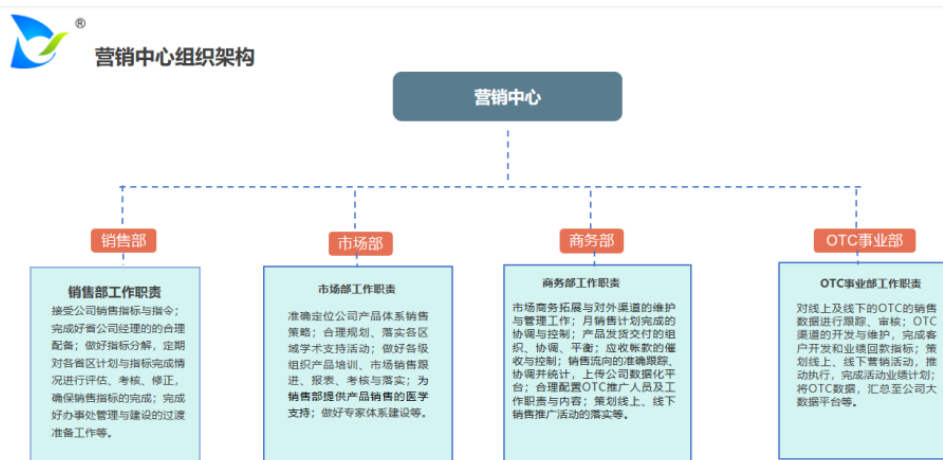 ®
营销中心组织架构
营销中心
销售部
市场部
商务部
OTC事业部
销售部工作职责
接受公司销售指标与指令；
完成好省公司经理的的合理
配备；做好指标分解，定期
对各省区计划与指标完成情
况进行评估、考核、修正，
确保销售指标的完成；完成
好办事处管理与建设的过渡
准备工作等。
市场部工作职责
准确定位公司产品体系销售
策略；合理规划、落实各区
域学术支持活动；做好各级
组织产品培训、市场销售跟
进、报表、考核与落实；为
销售部提供产品销售的医学
支持；做好专家体系建设等。
商务部工作职责
市场商务拓展与对外渠道的维护
与管理工作；月销售计划完成的
协调与控制；产品发货交付的组
织、协调、平衡；应收帐款的催
收与控制；销售流向的准确跟踪、
协调并统计，上传公司数据化平
台；合理配置OTC推广人员及工
作职责与内容；策划线上、线下
销售推广活动的落实等。
OTC事业部工作职责
对线上及线下的OTC的销售
数据进行跟踪、审核；OTC
渠道的开发与维护，完成客
户开发和业绩回款指标；策
划线上、线下营销活动，推
动执行，完成活动业绩计划；
将OTC数据，汇总至公司大
数据平台等。